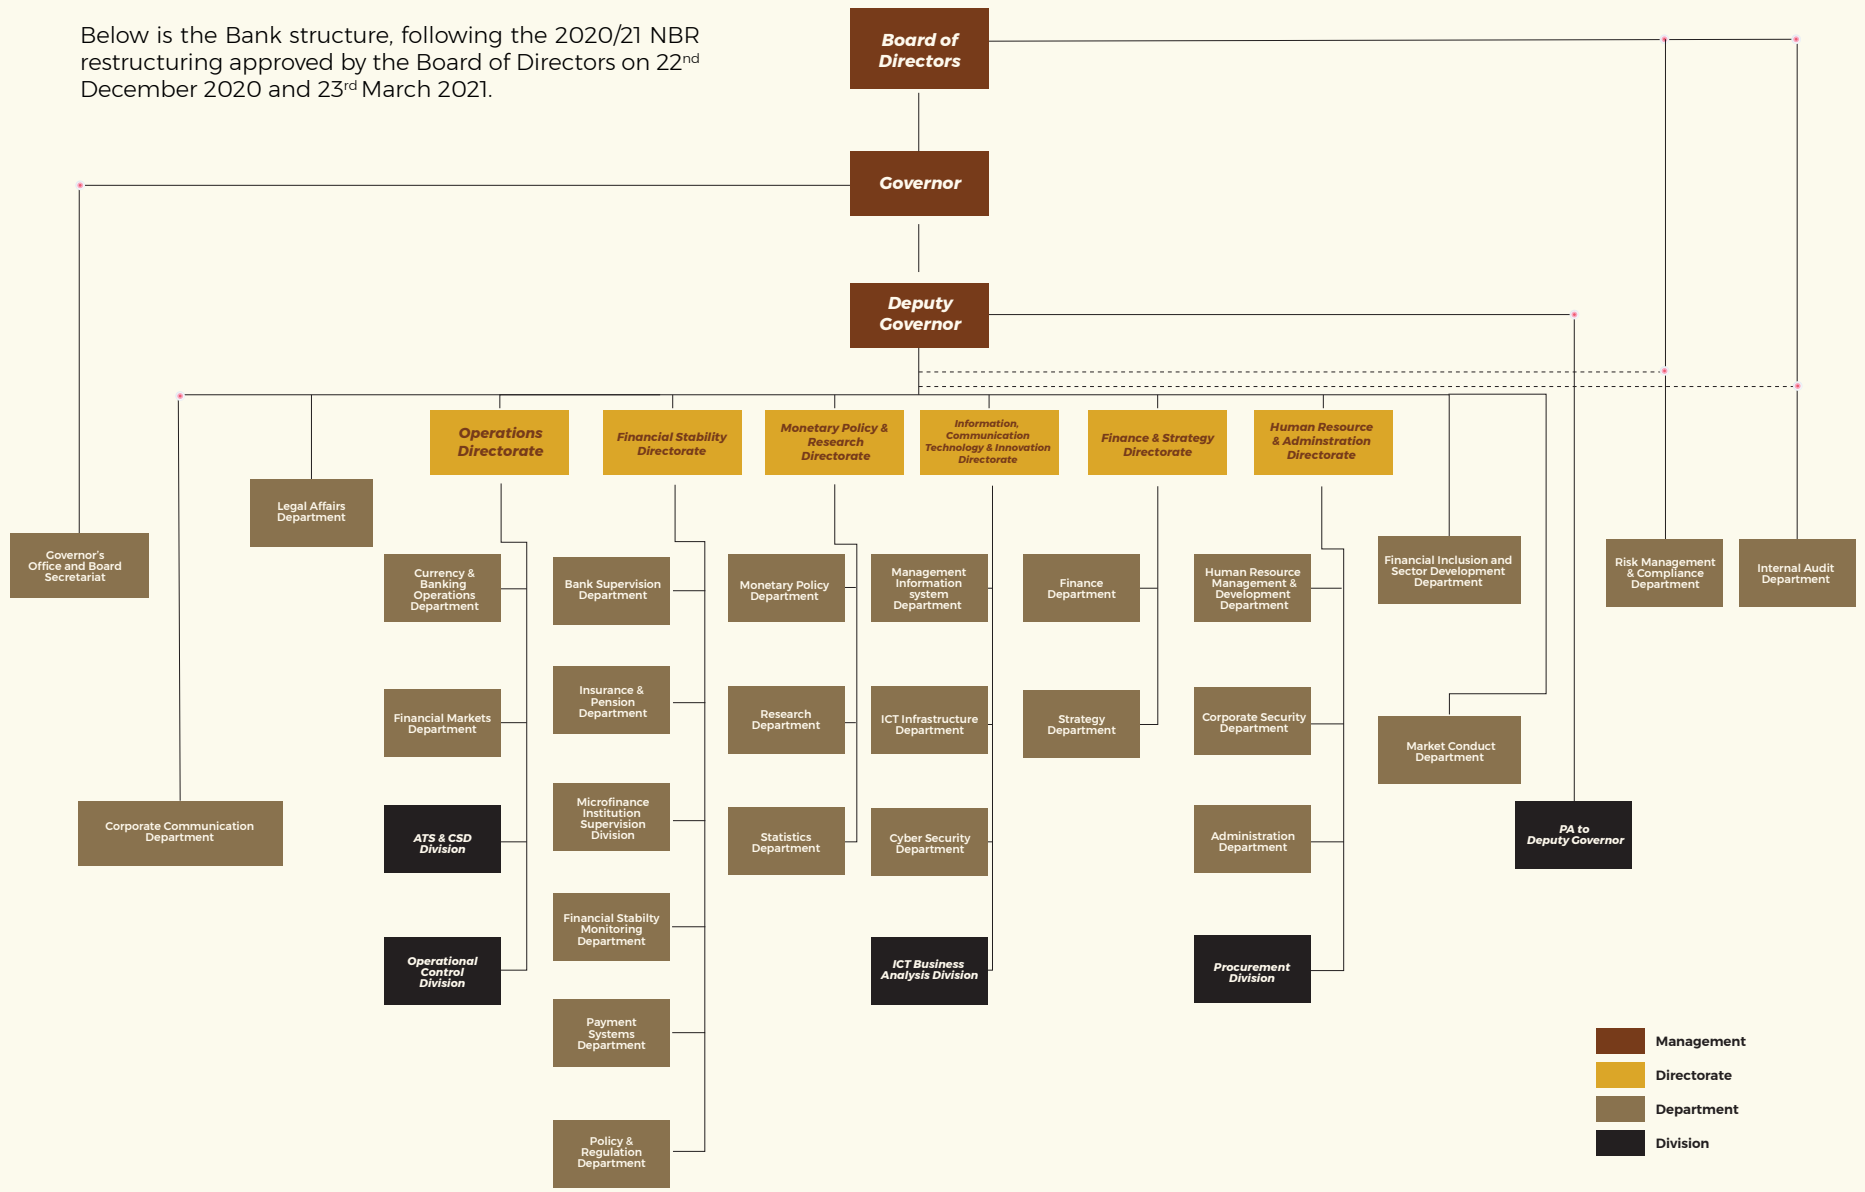 Below is the Bank structure, following the 2020/21 NBR
restructuring approved by the Board of Directors on 22nd
December 2020 and 23rd March 2021.
Board of
Directors
Governor
Deputy
Governor
Operations
Directorate
Financial Stability
Directorate
Monetary Policy &
Research
Directorate
Information,
Communication
Technology & Innovation
Directorate
Finance & Strategy
Directorate
Human Resource
& Adminstration
Directorate
Legal Affairs
Department
Governor's
Office and Board
Secretariat
Corporate Communication
Department
Currency &
Banking
Operations
Department
Financial Markets
Department
ATS & CSD
Division
Operational
Control
Division
Bank Supervision
Department
Insurance &
Pension
Department
Microfinance
Institution
Supervision
Division
Financial Stabilty
Monitoring
Department
Payment
Systems
Department
Policy &
Regulation
Department
Monetary Policy
Department
Research
Department
Statistics
Department
Management
Information
system
Department
ICT Infrastructure
Department
Cyber Security
Department
ICT Business
Analysis Division
Finance
Department
Strategy
Department
Human Resource
Management &
Development
Department
Corporate Security
Department
Administration
Department
Procurement
Division
Financial Inclusion and
Sector Development
Department
Market Conduct
Department
PA to
Deputy Governor
Risk Management
& Compliance
Department
Internal Audit
Department
Management
Directorate
Department
Division